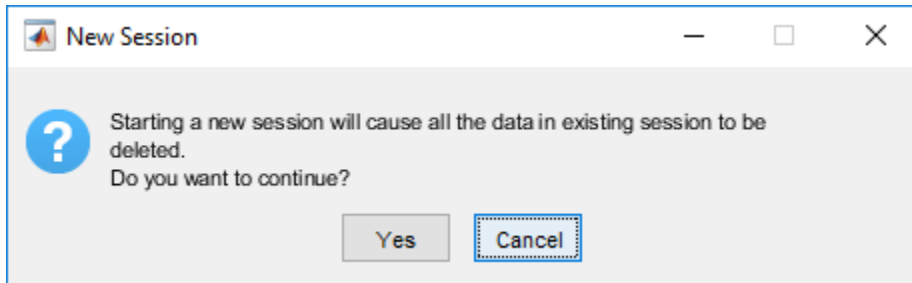 New Session
Starting a new session will cause all the data in existing session to be
deleted.
Do you want to continue?
Yes
Cancel